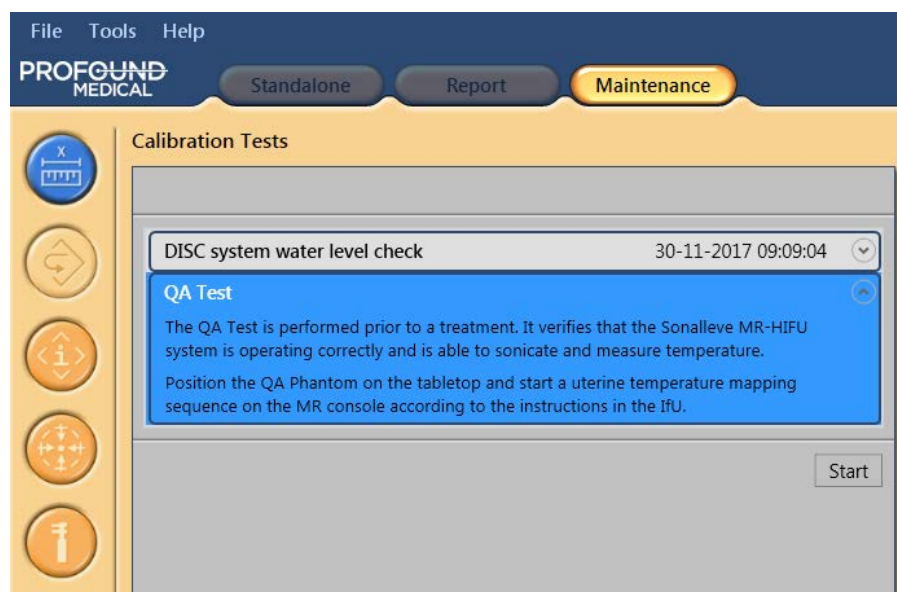 File Tools Help
PROFOUND
MEDICAL
Standalone Report Maintenance
X
Calibration Tests
DISC system water level check 30-11-2017 09:09:04
QA Test
The QA Test is performed prior to a treatment. It verifies that the Sonalleve MR-HIFU
system is operating correctly and is able to sonicate and measure temperature.
Position the QA Phantom on the tabletop and start a uterine temperature mapping
sequence on the MR console according to the instructions in the IfU.
Start